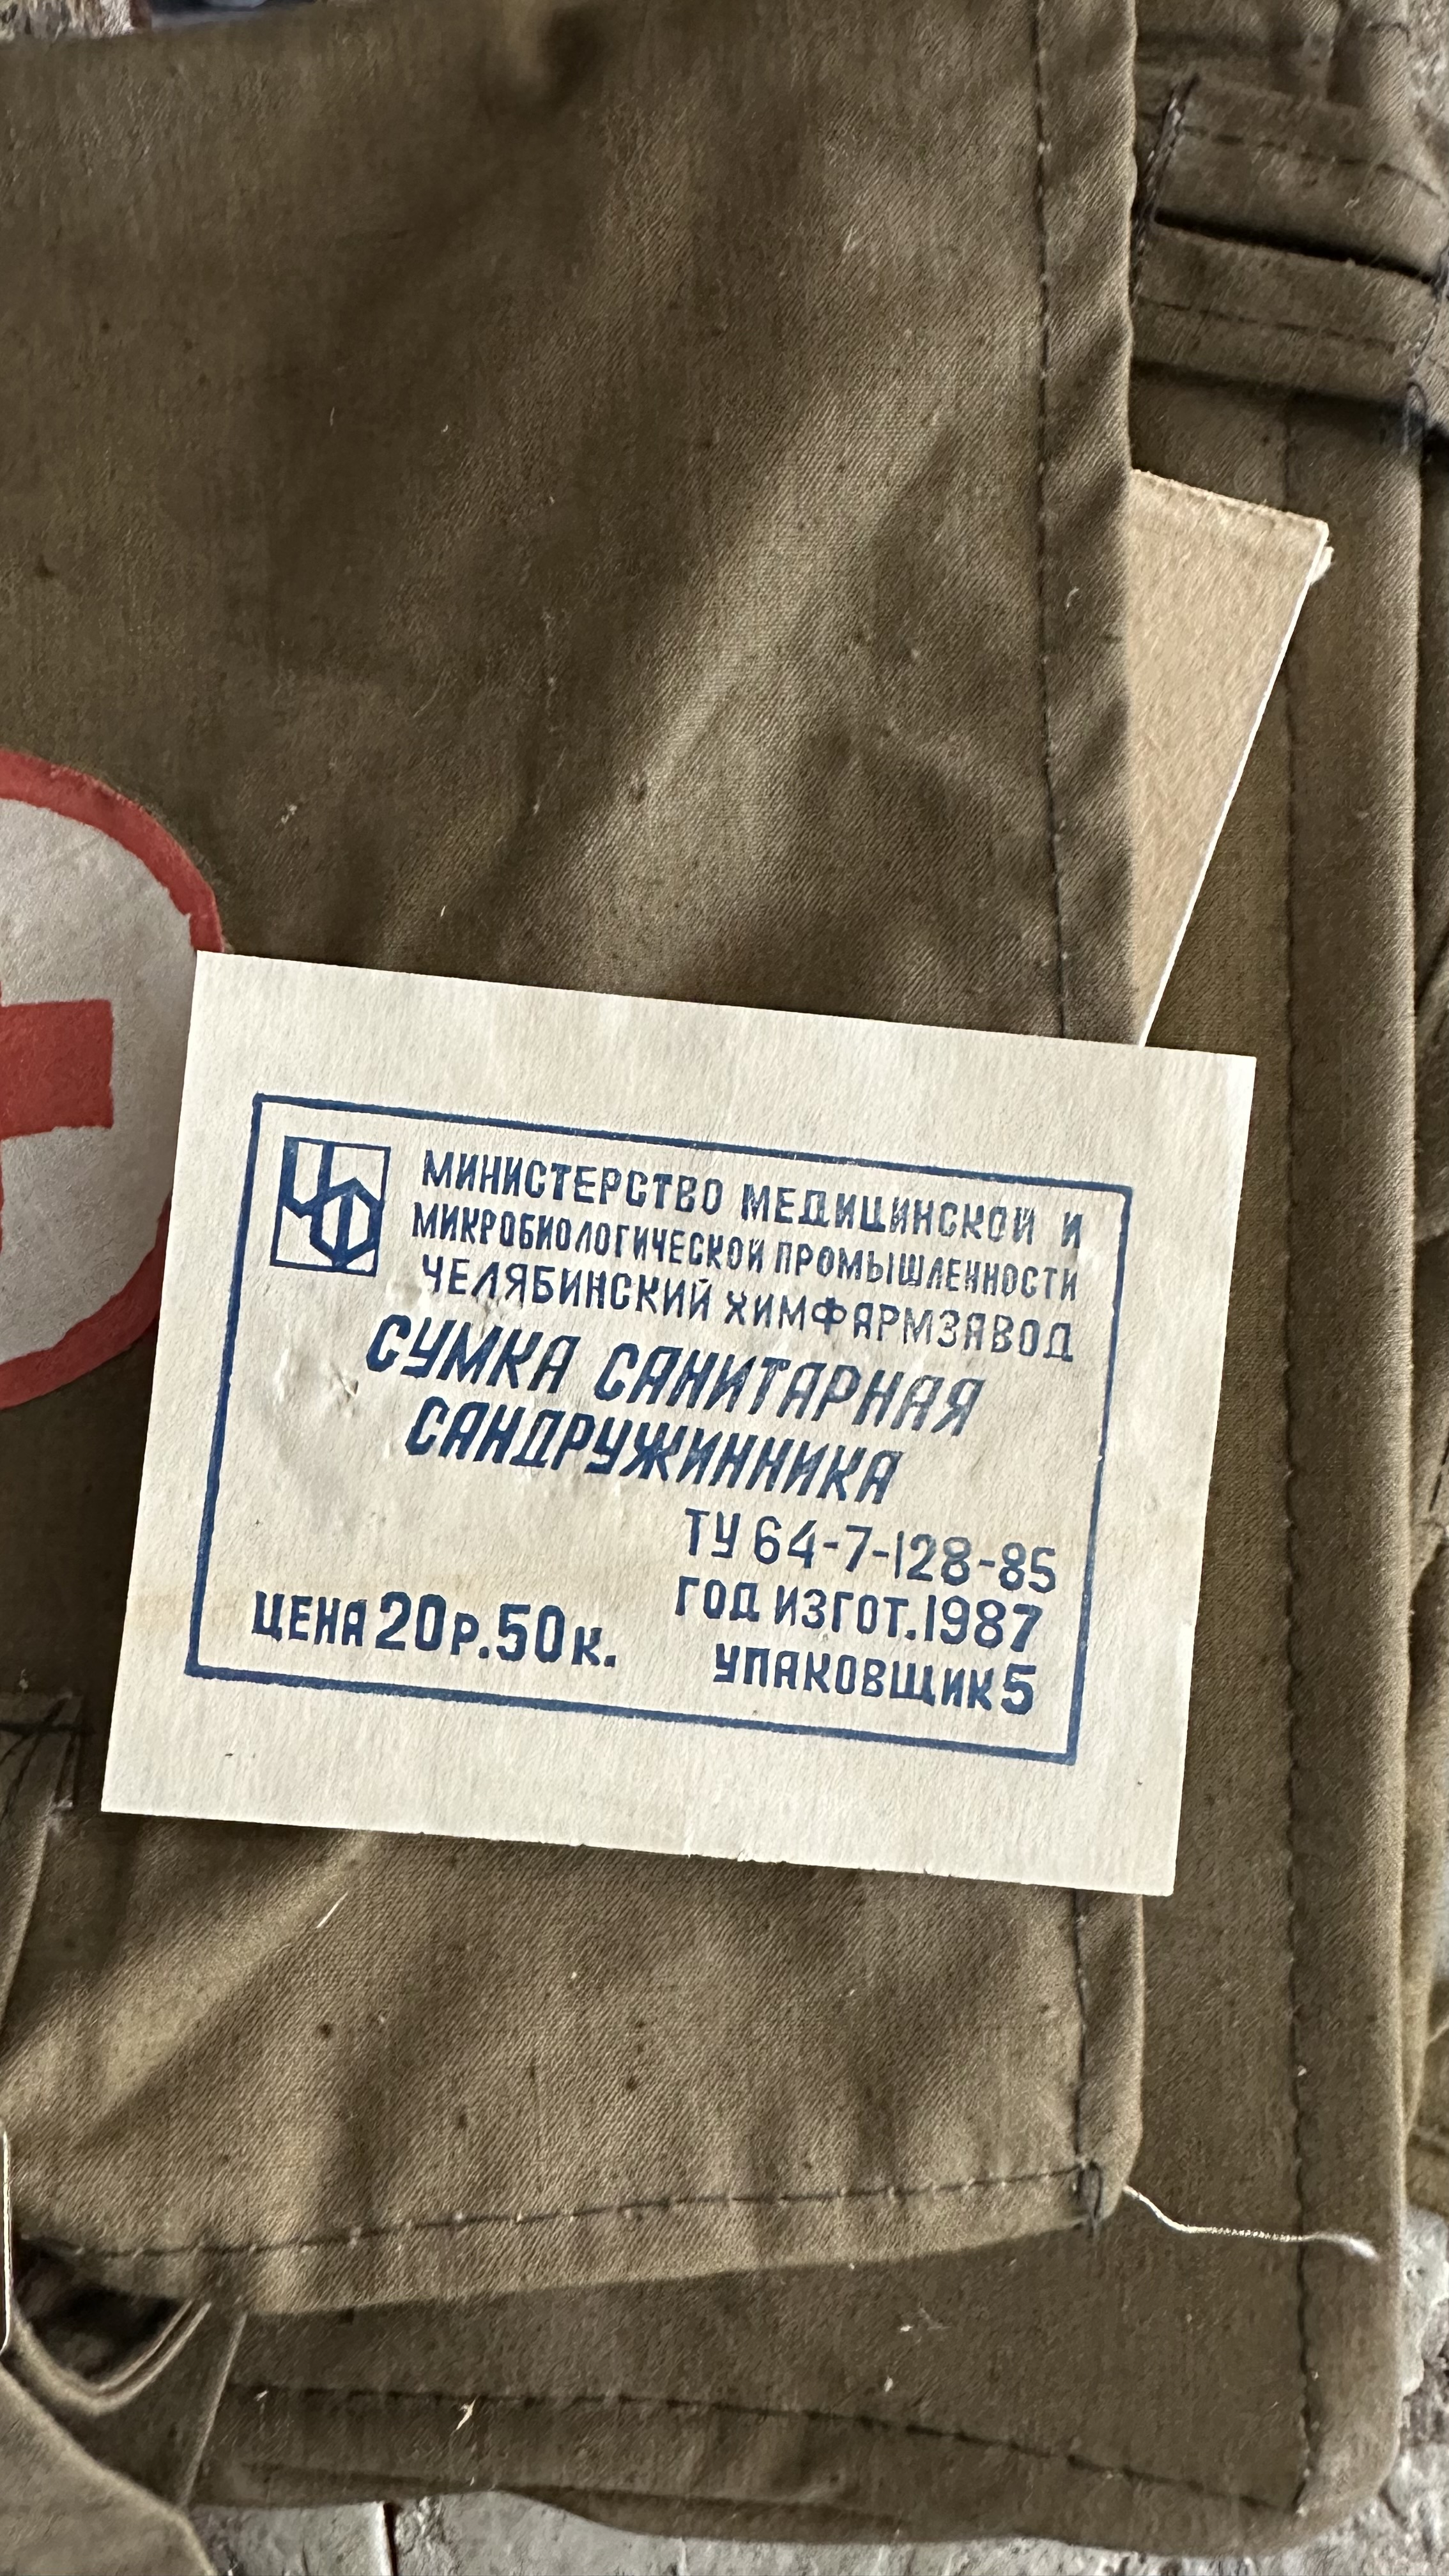 ЧФ
МИНИСТЕРСТВО МЕДИЦИНСКОЙ И
МИКРОБИОЛОГИЧЕСКОЙ ПРОМЫШЛЕННОСТИ
ЧЕЛЯБИНСКИЙ ХИМФАРМЗАВОД
СУМКА САНИТАРНАЯ
САНДРУЖИННИКА
ТУ 64-7-128-85
ГОД ИЗГОТ. 1987
ЦЕНА 20р.50к. УПАКОВЩИК 5